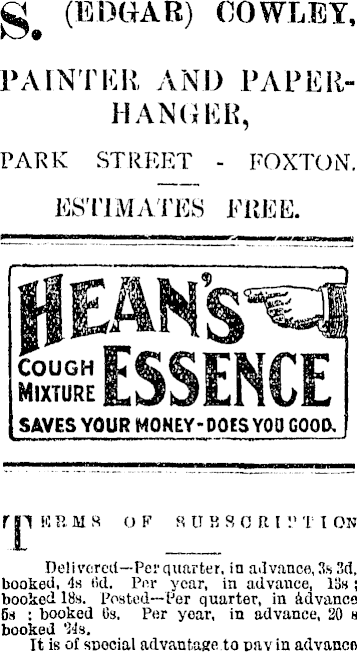 S. (EDGAR) COWLEY,
PAINTER AND PAPER-
HANGER,
PARK STREET - FOXTON.
ESTIMATES FREE.
HEAN'S
COUGH
MIXTURE ESSENCE
SAVES YOUR MONEY-DOES YOU GOOD.
TERMS OF SUBSCRIPTION
Delivered—Per quarter, in advance, 3s 3d,
booked, 4s 6d. Per year, in advance, 13s ;
booked 18s. Posted—Per quarter, in advance
5s ; booked 6s. Per year, in advance, 20 s
booked 24s.
It is of special advantage to pay in advance